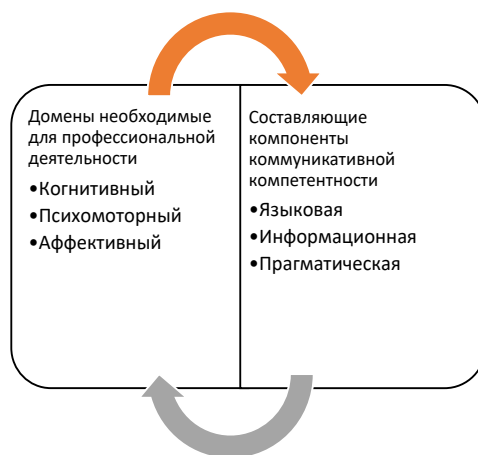 Домены необходимые
для профессиональной
деятельности
•Когнитивный
•Психомоторный
•Аффективный
Составляющие
компоненты
коммуникативной
компетентности
•Языковая
•Информационная
•Прагматическая